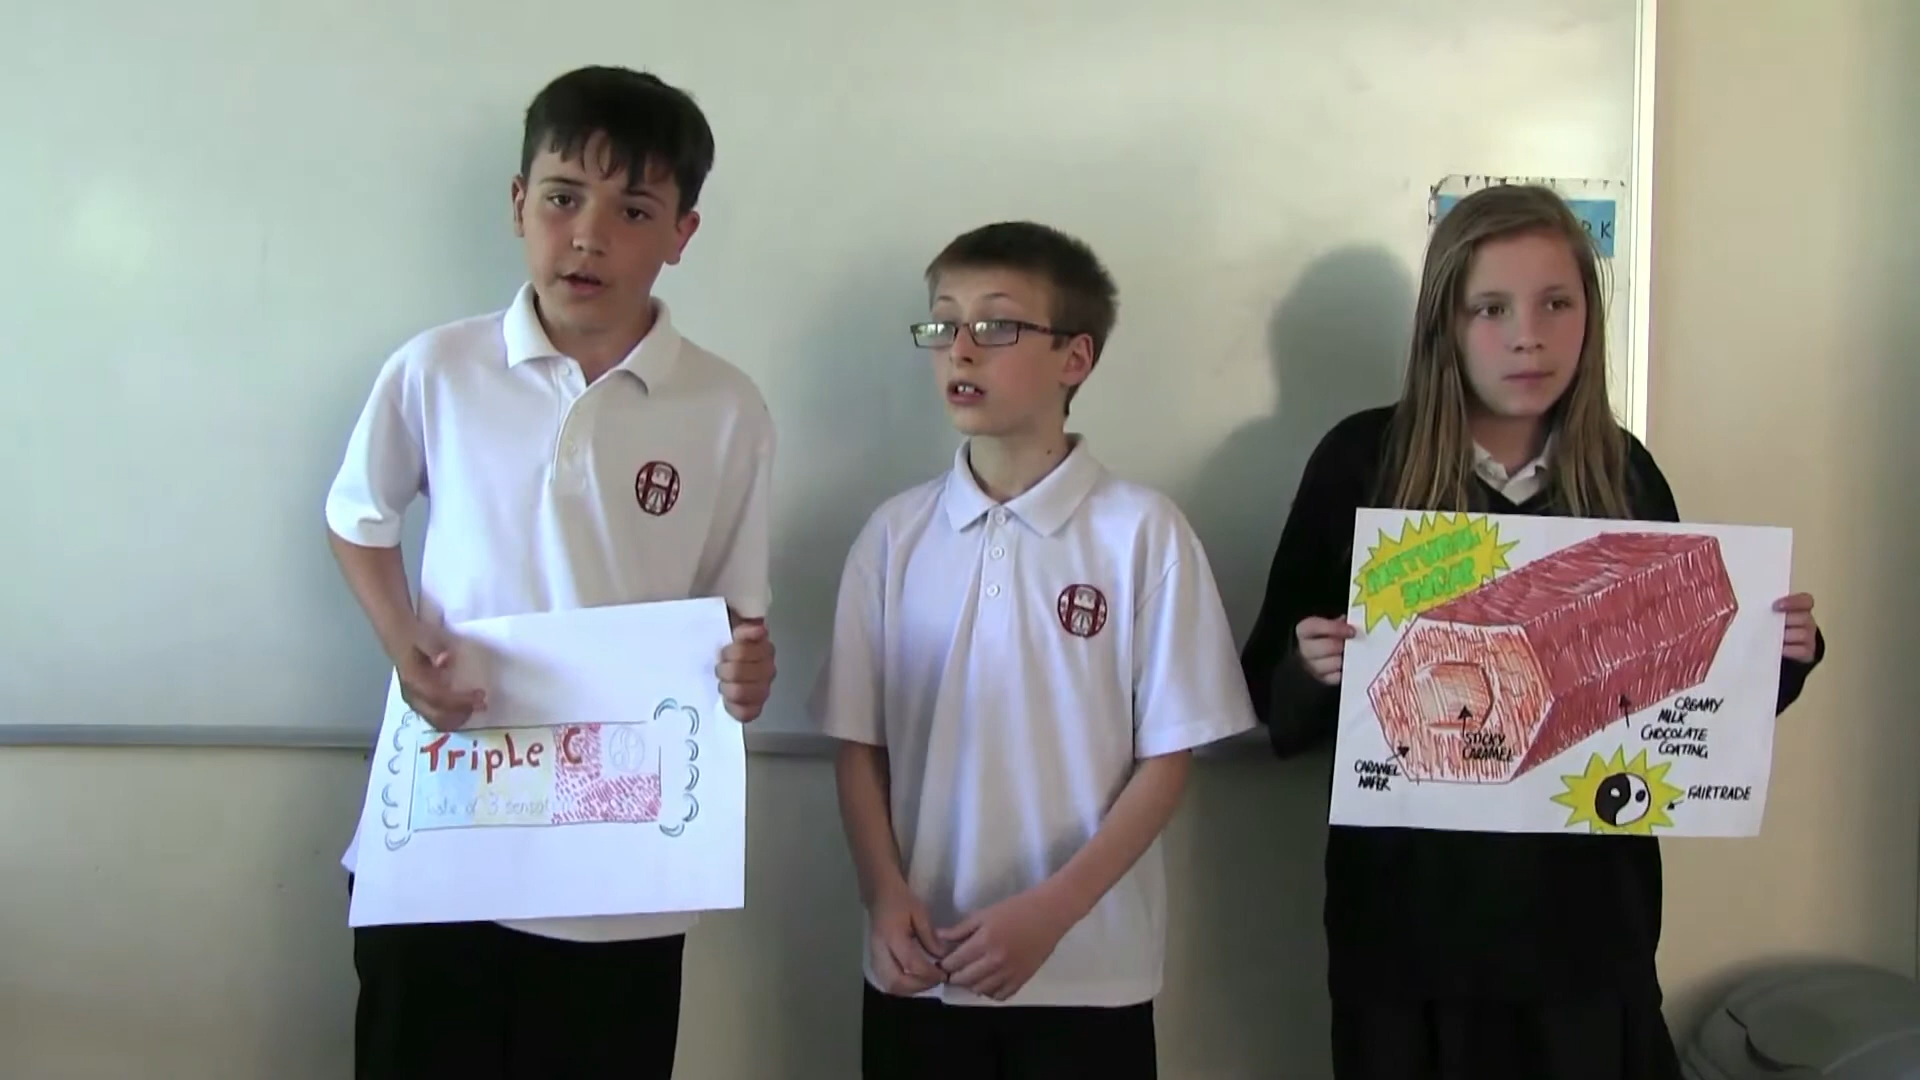 Triple C
Taste of 3 sensat
NATURAL
SUGAR
STICKY
CARAMEL
CARAMEL
WAFER
CREAMY
MILK
CHOCOLATE
COATING
FAIRTRADE